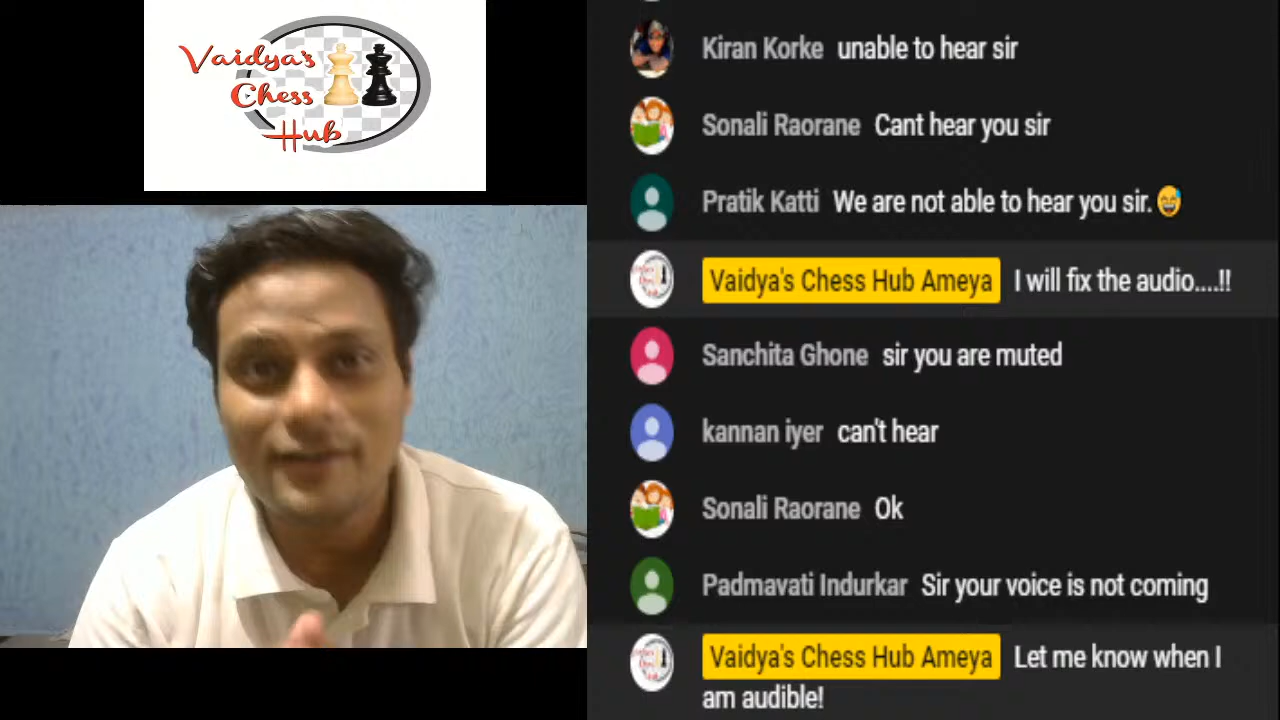 Vaidya's
Chess
Hub
Kiran Korke unable to hear sir
Sonali Raorane Cant hear you sir
Pratik Katti We are not able to hear you sir.😅
Vaidya's Chess Hub Ameya I will fix the audio....!!
Sanchita Ghone sir you are muted
kannan iyer can't hear
Sonali Raorane Ok
Padmavati Indurkar Sir your voice is not coming
Vaidya's Chess Hub Ameya Let me know when I
am audible!